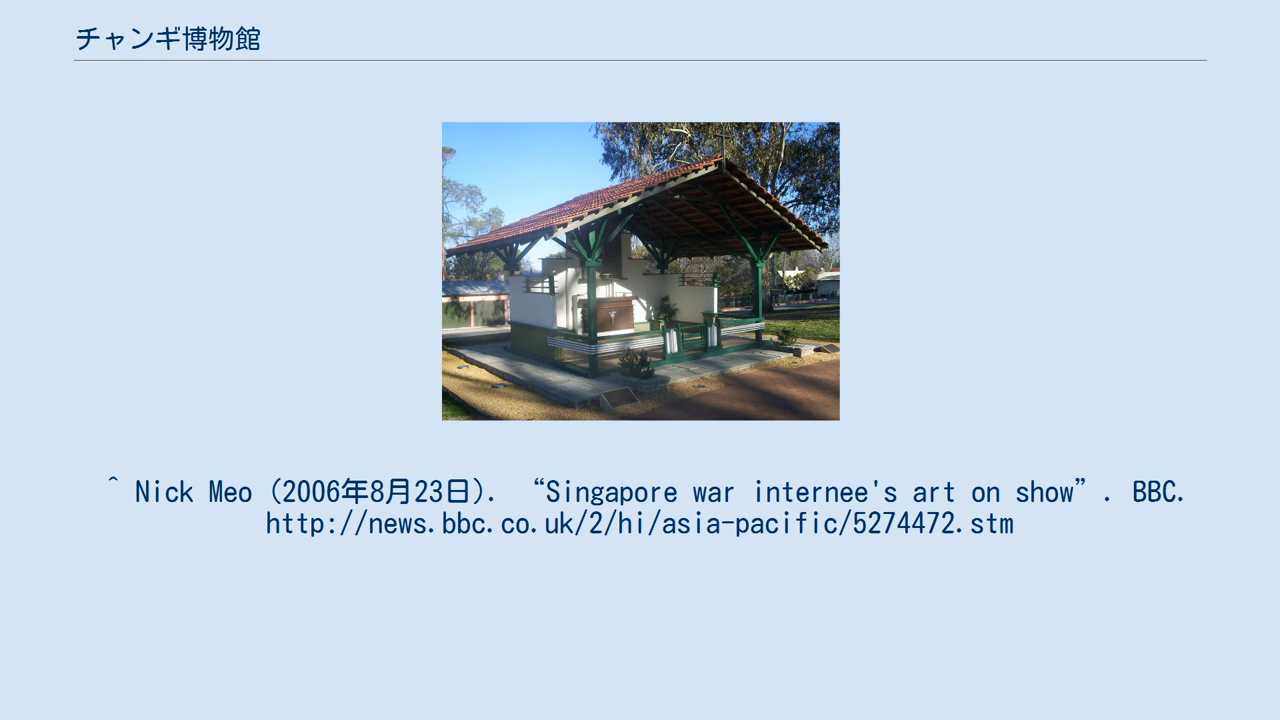 チャンギ博物館
^ Nick Meo (2006年8月23日). “Singapore war internee's art on show”. BBC.
http://news.bbc.co.uk/2/hi/asia-pacific/5274472.stm